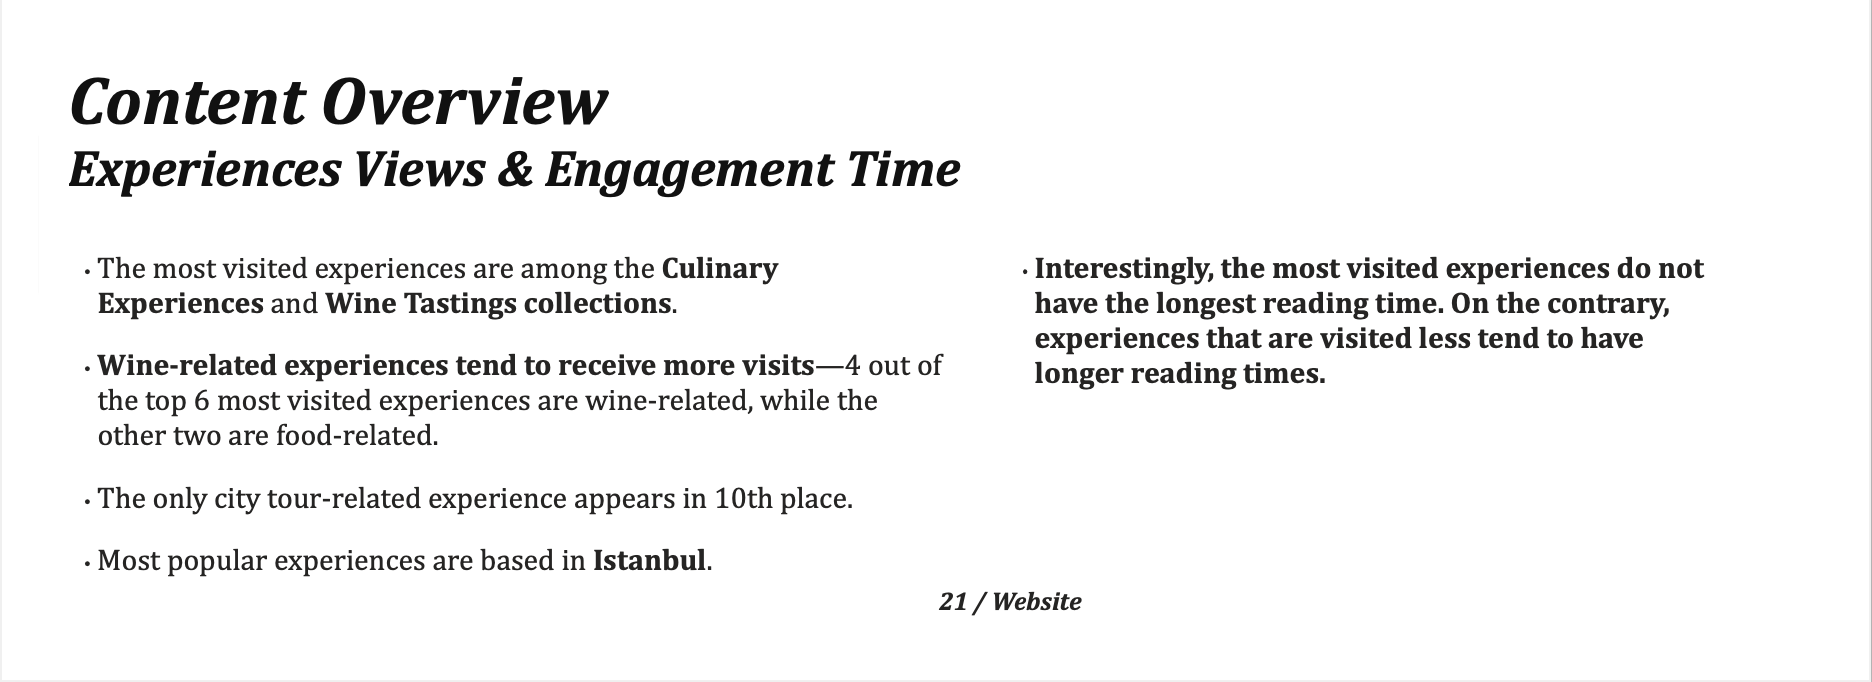 Content Overview
Experiences Views & Engagement Time
· The most visited experiences are among the Culinary
Experiences and Wine Tastings collections.
· Wine-related experiences tend to receive more visits—4 out of
the top 6 most visited experiences are wine-related, while the
other two are food-related.
· The only city tour-related experience appears in 10th place.
· Most popular experiences are based in Istanbul.
· Interestingly, the most visited experiences do not
have the longest reading time. On the contrary,
experiences that are visited less tend to have
longer reading times.
21 / Website